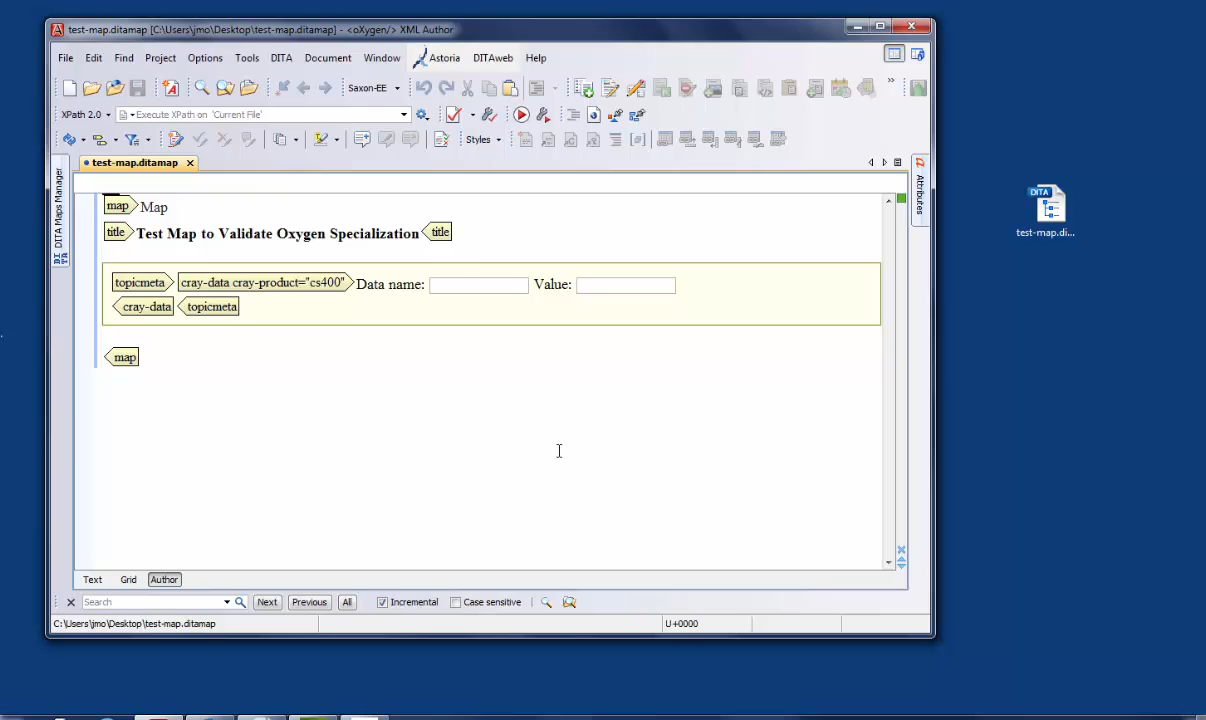 test-map.ditamap [C:\Users\jmo\Desktop\test-map.ditamap] - <oXygen/> XML Author
File Edit Find Project Options Tools DITA Document Window Astoria DITAweb Help
Saxon-EE
XPath 2.0 Execute XPath on 'Current File'
Styles
test-map.ditamap
DITA Maps Manager
Attributes
map Map
title Test Map to Validate Oxygen Specialization title
topicmeta cray-data cray-product="cs400" Data name: Value:
cray-data topicmeta
map
Text Grid Author
Search Next Previous All Incremental Case sensitive
C:\Users\jmo\Desktop\test-map.ditamap U+0000
DITA
test-map.di...